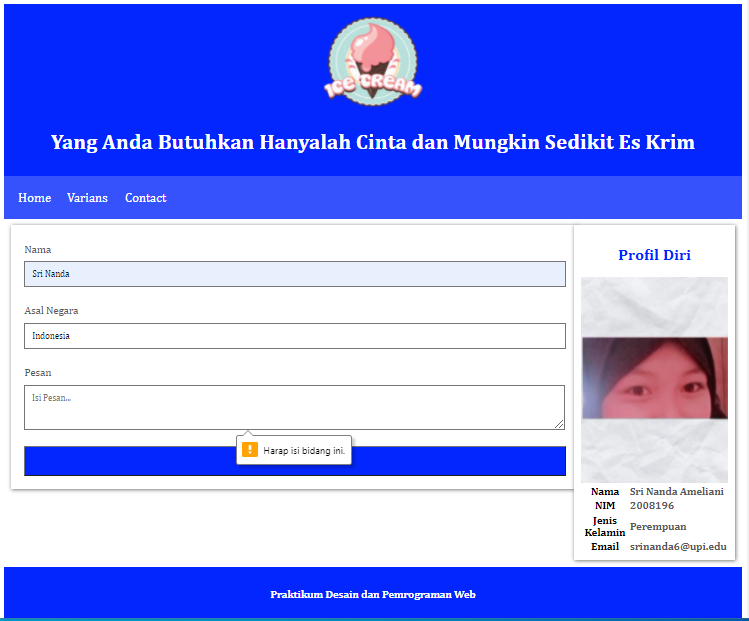 ICE CREAM
Yang Anda Butuhkan Hanyalah Cinta dan Mungkin Sedikit Es Krim
Home Varians Contact
Nama
Sri Nanda
Asal Negara
Indonesia
Pesan
Isi Pesan...
Harap isi bidang ini.
Profil Diri
Nama Sri Nanda Ameliani
NIM 2008196
Jenis Kelamin Perempuan
Email srinanda6@upi.edu
Praktikum Desain dan Pemrograman Web